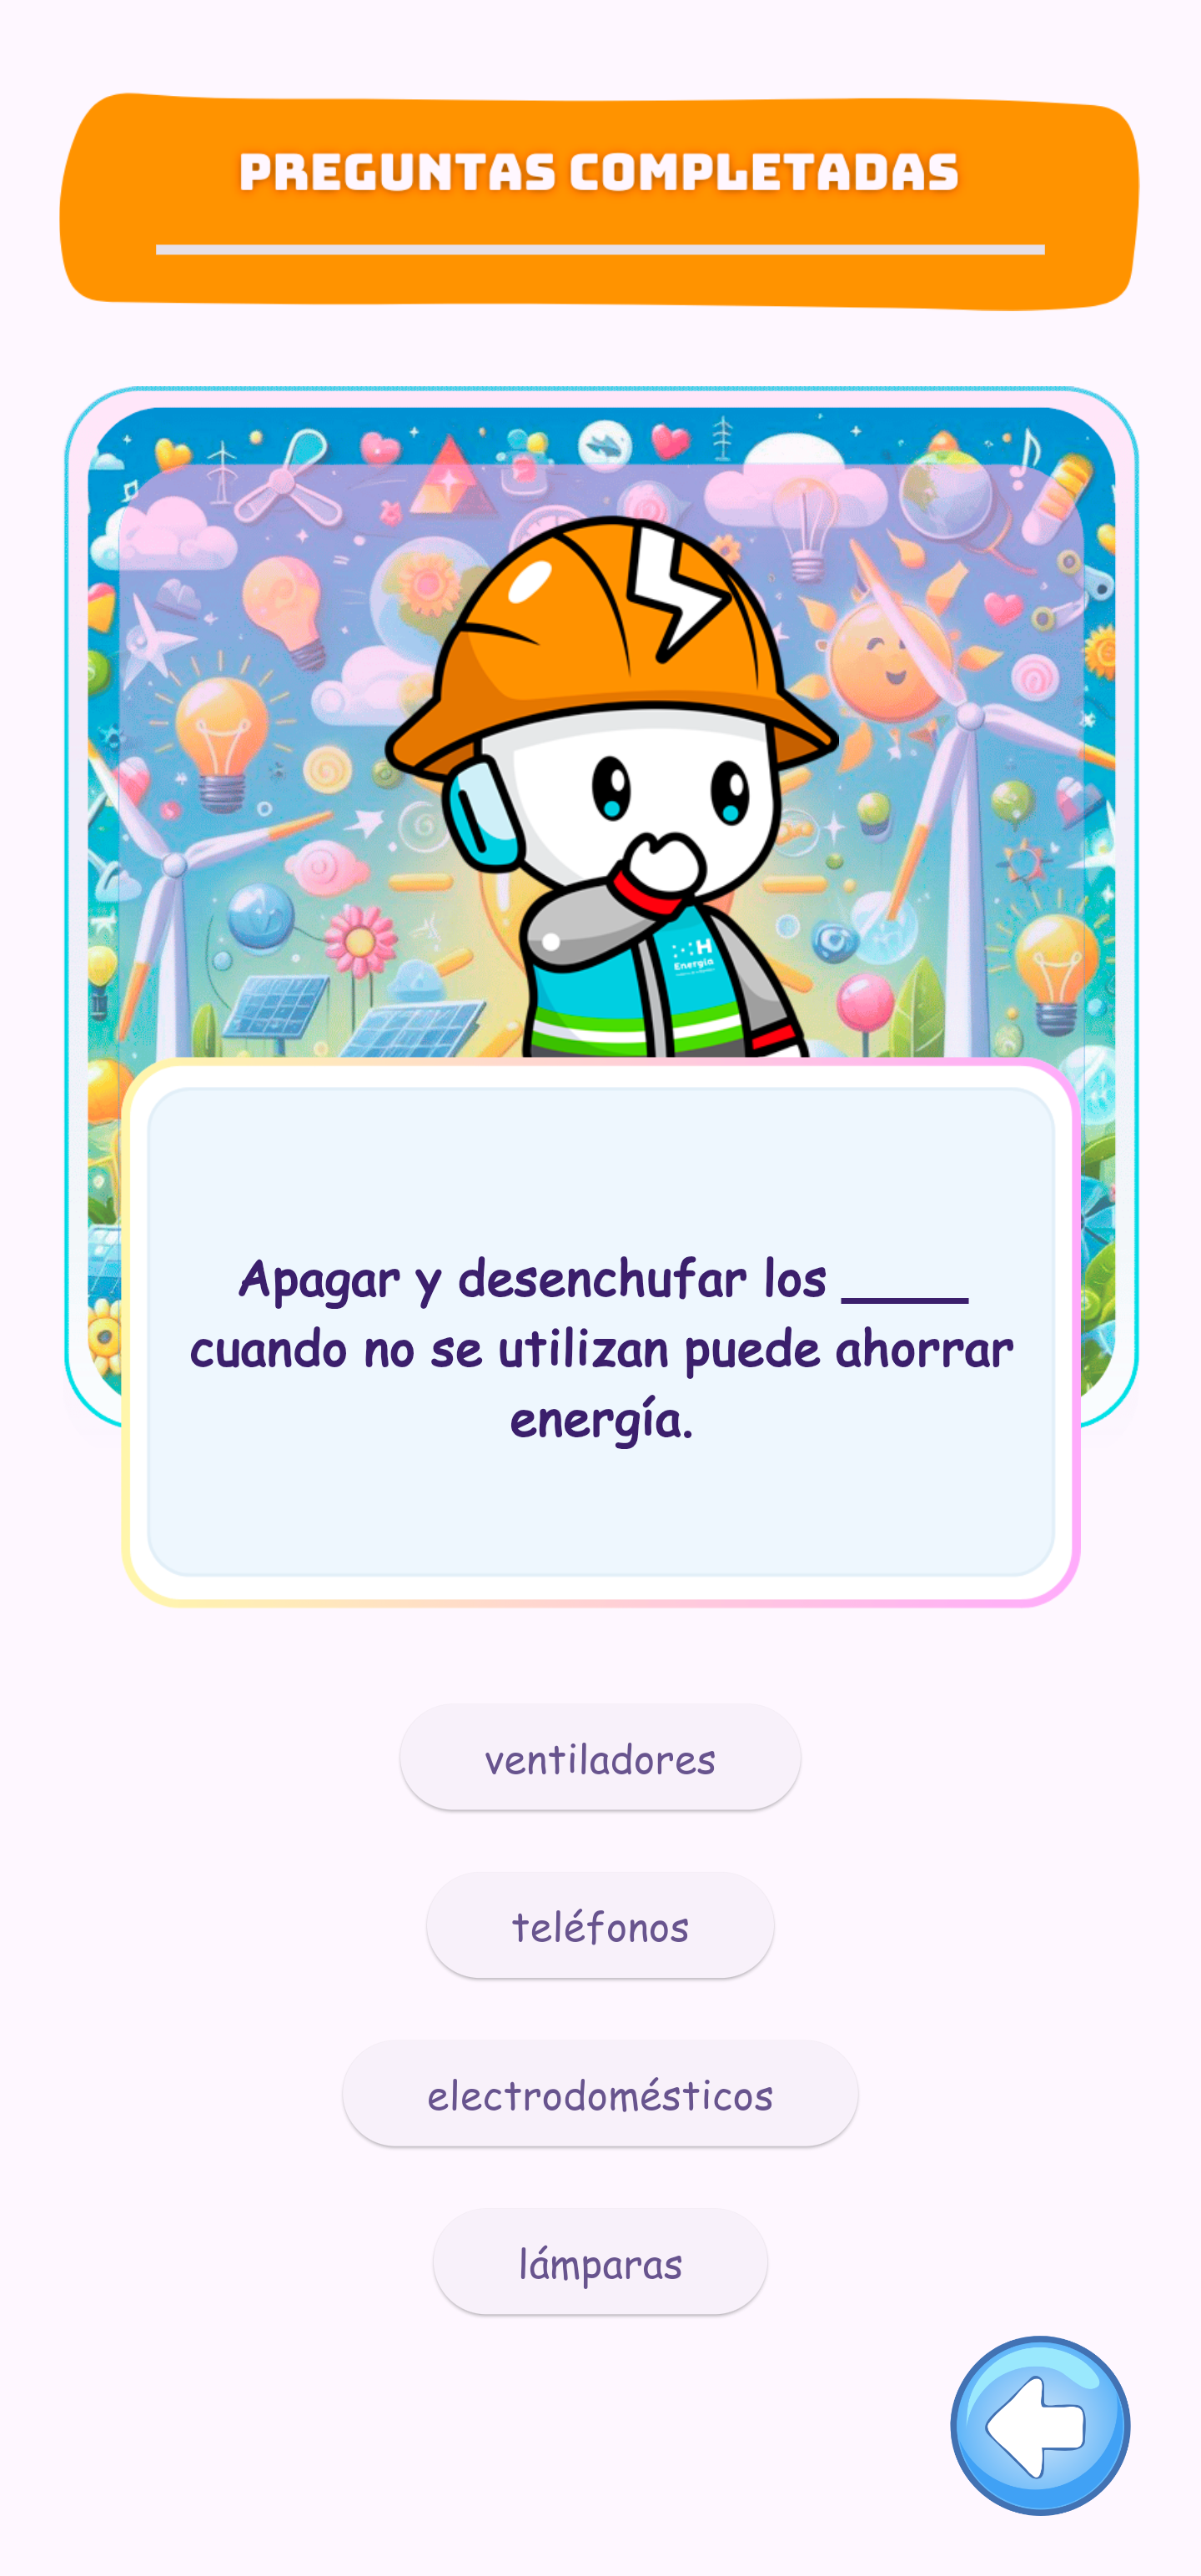 PREGUNTAS COMPLETADAS
H
Energía
Apagar y desenchufar los ____
cuando no se utilizan puede ahorrar
energía.
ventiladores
teléfonos
electrodomésticos
lámparas